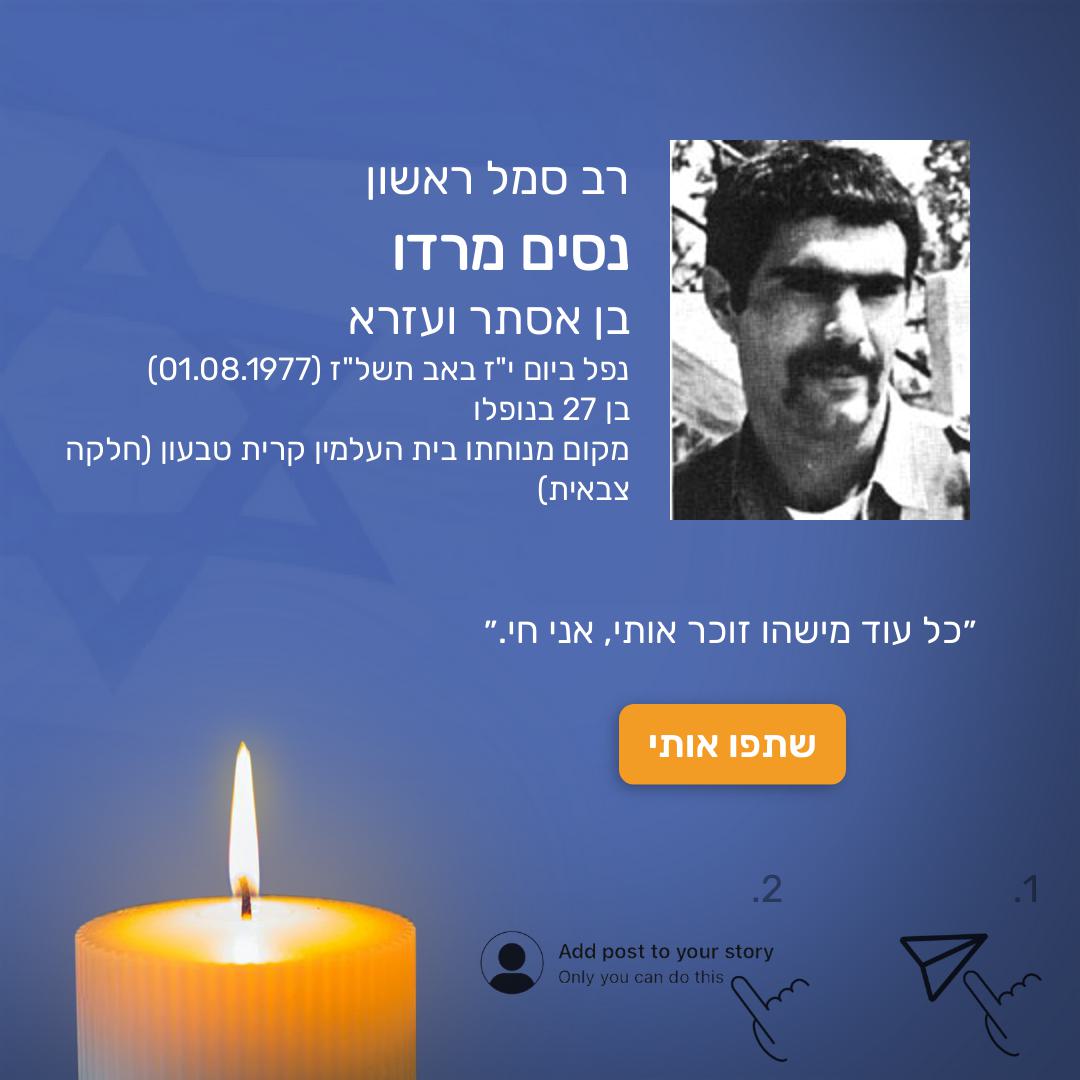 רב סמל ראשון
נסים מרדו
בן אסתר ועזרא
נפל ביום י"ז באב תשל"ז (01.08.1977)
בן 27 בנופלו
מקום מנוחתו בית העלמין קרית טבעון (חלקה
צבאית)
״כל עוד מישהו זוכר אותי, אני חי.״
שתפו אותי
.1
.2
Add post to your story
Only you can do this